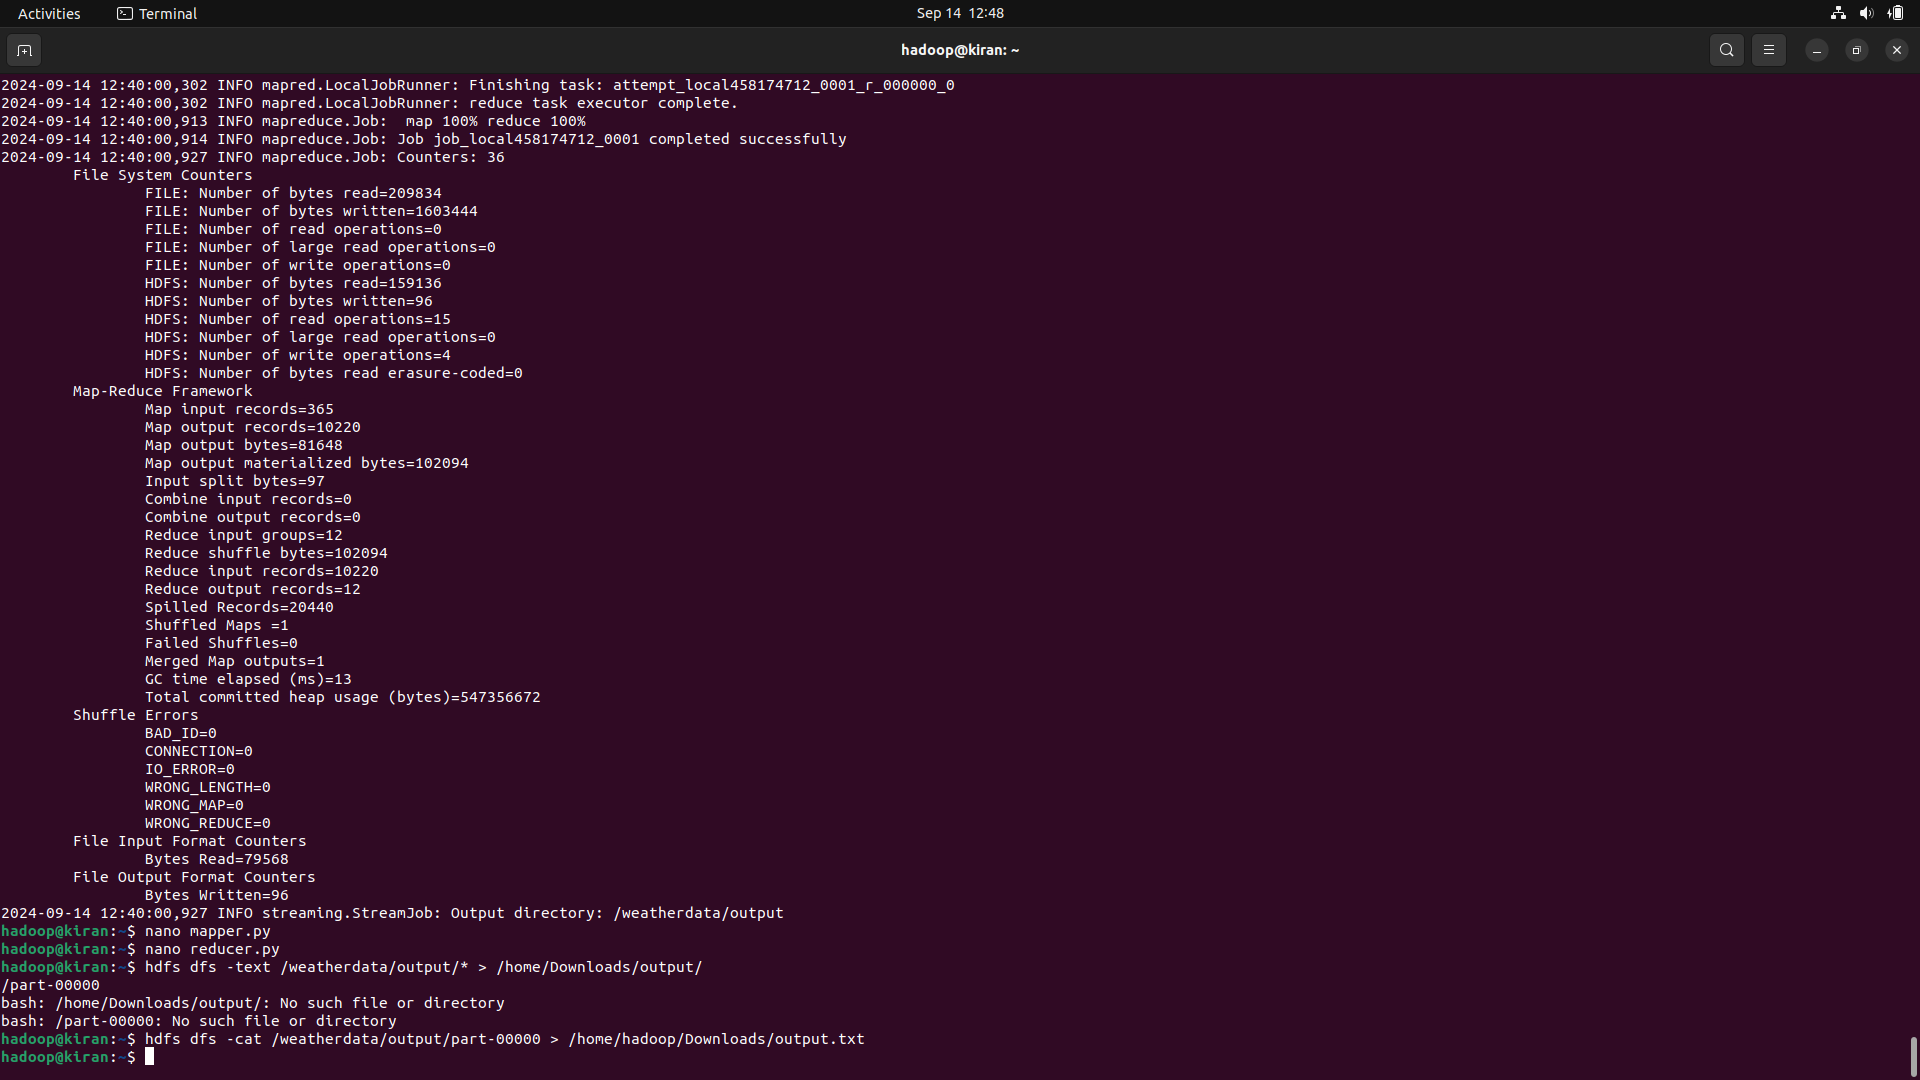 Activities
Terminal
Sep 14 12:48
hadoop@kiran: ~
2024-09-14 12:40:00,302 INFO mapred.LocalJobRunner: Finishing task: attempt_local458174712_0001_r_000000_0
2024-09-14 12:40:00,302 INFO mapred.LocalJobRunner: reduce task executor complete.
2024-09-14 12:40:00,913 INFO mapreduce.Job:  map 100% reduce 100%
2024-09-14 12:40:00,914 INFO mapreduce.Job: Job job_local458174712_0001 completed successfully
2024-09-14 12:40:00,927 INFO mapreduce.Job: Counters: 36
File System Counters
FILE: Number of bytes read=209834
FILE: Number of bytes written=1603444
FILE: Number of read operations=0
FILE: Number of large read operations=0
FILE: Number of write operations=0
HDFS: Number of bytes read=159136
HDFS: Number of bytes written=96
HDFS: Number of read operations=15
HDFS: Number of large read operations=0
HDFS: Number of write operations=4
HDFS: Number of bytes read erasure-coded=0
Map-Reduce Framework
Map input records=365
Map output records=10220
Map output bytes=81648
Map output materialized bytes=102094
Input split bytes=97
Combine input records=0
Combine output records=0
Reduce input groups=12
Reduce shuffle bytes=102094
Reduce input records=10220
Reduce output records=12
Spilled Records=20440
Shuffled Maps =1
Failed Shuffles=0
Merged Map outputs=1
GC time elapsed (ms)=13
Total committed heap usage (bytes)=547356672
Shuffle Errors
BAD_ID=0
CONNECTION=0
IO_ERROR=0
WRONG_LENGTH=0
WRONG_MAP=0
WRONG_REDUCE=0
File Input Format Counters
Bytes Read=79568
File Output Format Counters
Bytes Written=96
2024-09-14 12:40:00,927 INFO streaming.StreamJob: Output directory: /weatherdata/output
hadoop@kiran:~$ nano mapper.py
hadoop@kiran:~$ nano reducer.py
hadoop@kiran:~$ hdfs dfs -text /weatherdata/output/* > /home/Downloads/output/
/part-00000
bash: /home/Downloads/output/: No such file or directory
bash: /part-00000: No such file or directory
hadoop@kiran:~$ hdfs dfs -cat /weatherdata/output/part-00000 > /home/hadoop/Downloads/output.txt
hadoop@kiran:~$